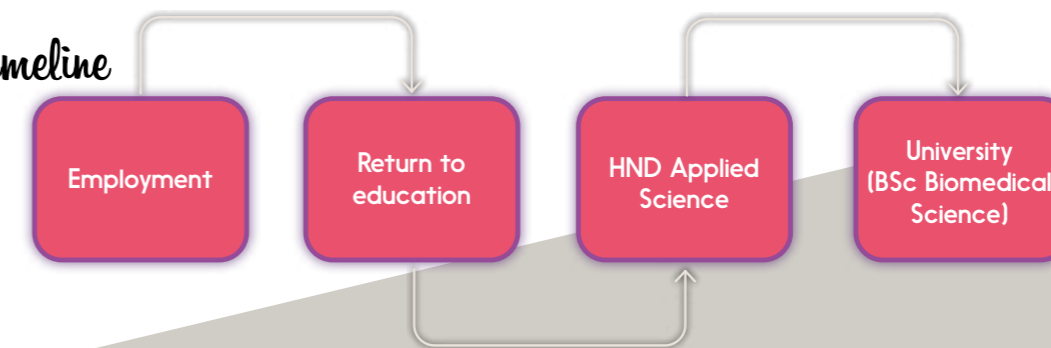 meline
Employment
Return to
education
HND Applied
Science
University
(BSc Biomedical
Science)